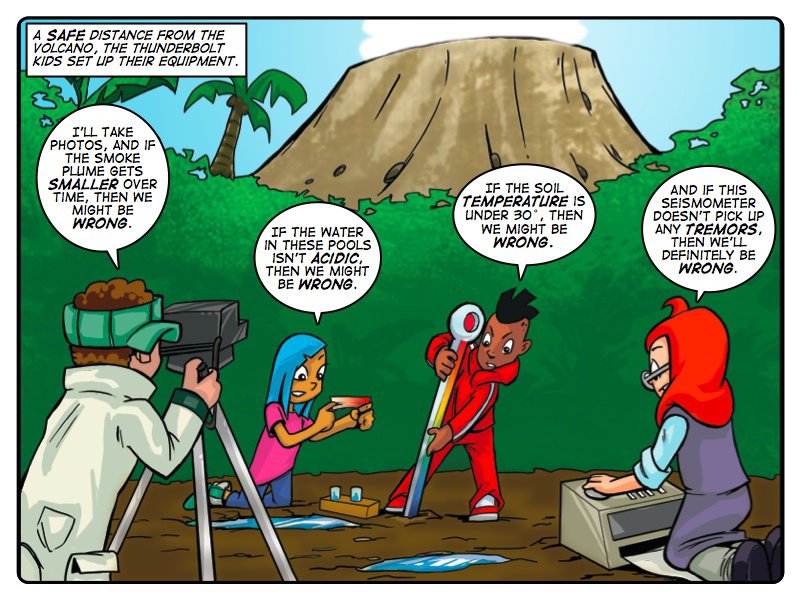 A SAFE DISTANCE FROM THE
VOLCANO, THE THUNDERBOLT
KIDS SET UP THEIR EQUIPMENT.
I'LL TAKE
PHOTOS, AND IF
THE SMOKE
PLUME GETS
SMALLER OVER
TIME, THEN WE
MIGHT BE
WRONG.
IF THE WATER
IN THESE POOLS
ISN'T ACIDIC,
THEN WE MIGHT
BE WRONG.
IF THE SOIL
TEMPERATURE IS
UNDER 30°, THEN
WE MIGHT BE
WRONG.
AND IF THIS
SEISMOMETER
DOESN'T PICK UP
ANY TREMORS,
THEN WE'LL
DEFINITELY BE
WRONG.